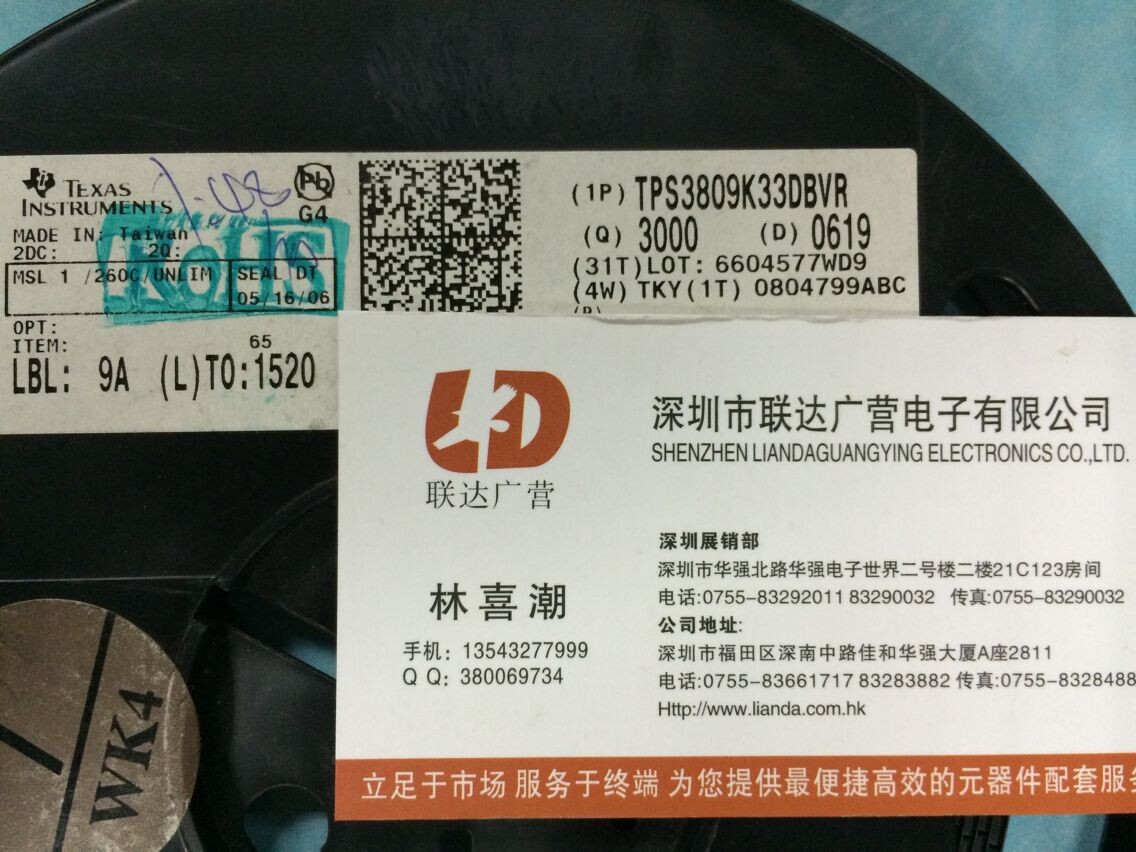 TEXAS
INSTRUMENTS
Pb
G4
MADE IN: Taiwan
2DC: 2Q:
MSL 1 /260C/UNLIM
SEAL DT
05/16/06
RoHS
OPT:
ITEM: 65
LBL: 9A (L)TO:1520
(1P) TPS3809K33DBVR
(Q) 3000 (D) 0619
(31T)LOT: 6604577WD9
(4W) TKY(1T) 0804799ABC
WK4
LD
联达广营
深圳市联达广营电子有限公司
SHENZHEN LIANDAGUANGYING ELECTRONICS CO.,LTD.
林喜潮
手机：13543277999
Q Q：380069734
深圳展销部
深圳市华强北路华强电子世界二号楼二楼21C123房间
电话:0755-83292011 83290032 传真:0755-83290032
公司地址:
深圳市福田区深南中路佳和华强大厦A座2811
电话:0755-83661717 83283882 传真:0755-8328488
Http://www.lianda.com.hk
立足于市场 服务于终端 为您提供最便捷高效的元器件配套服务